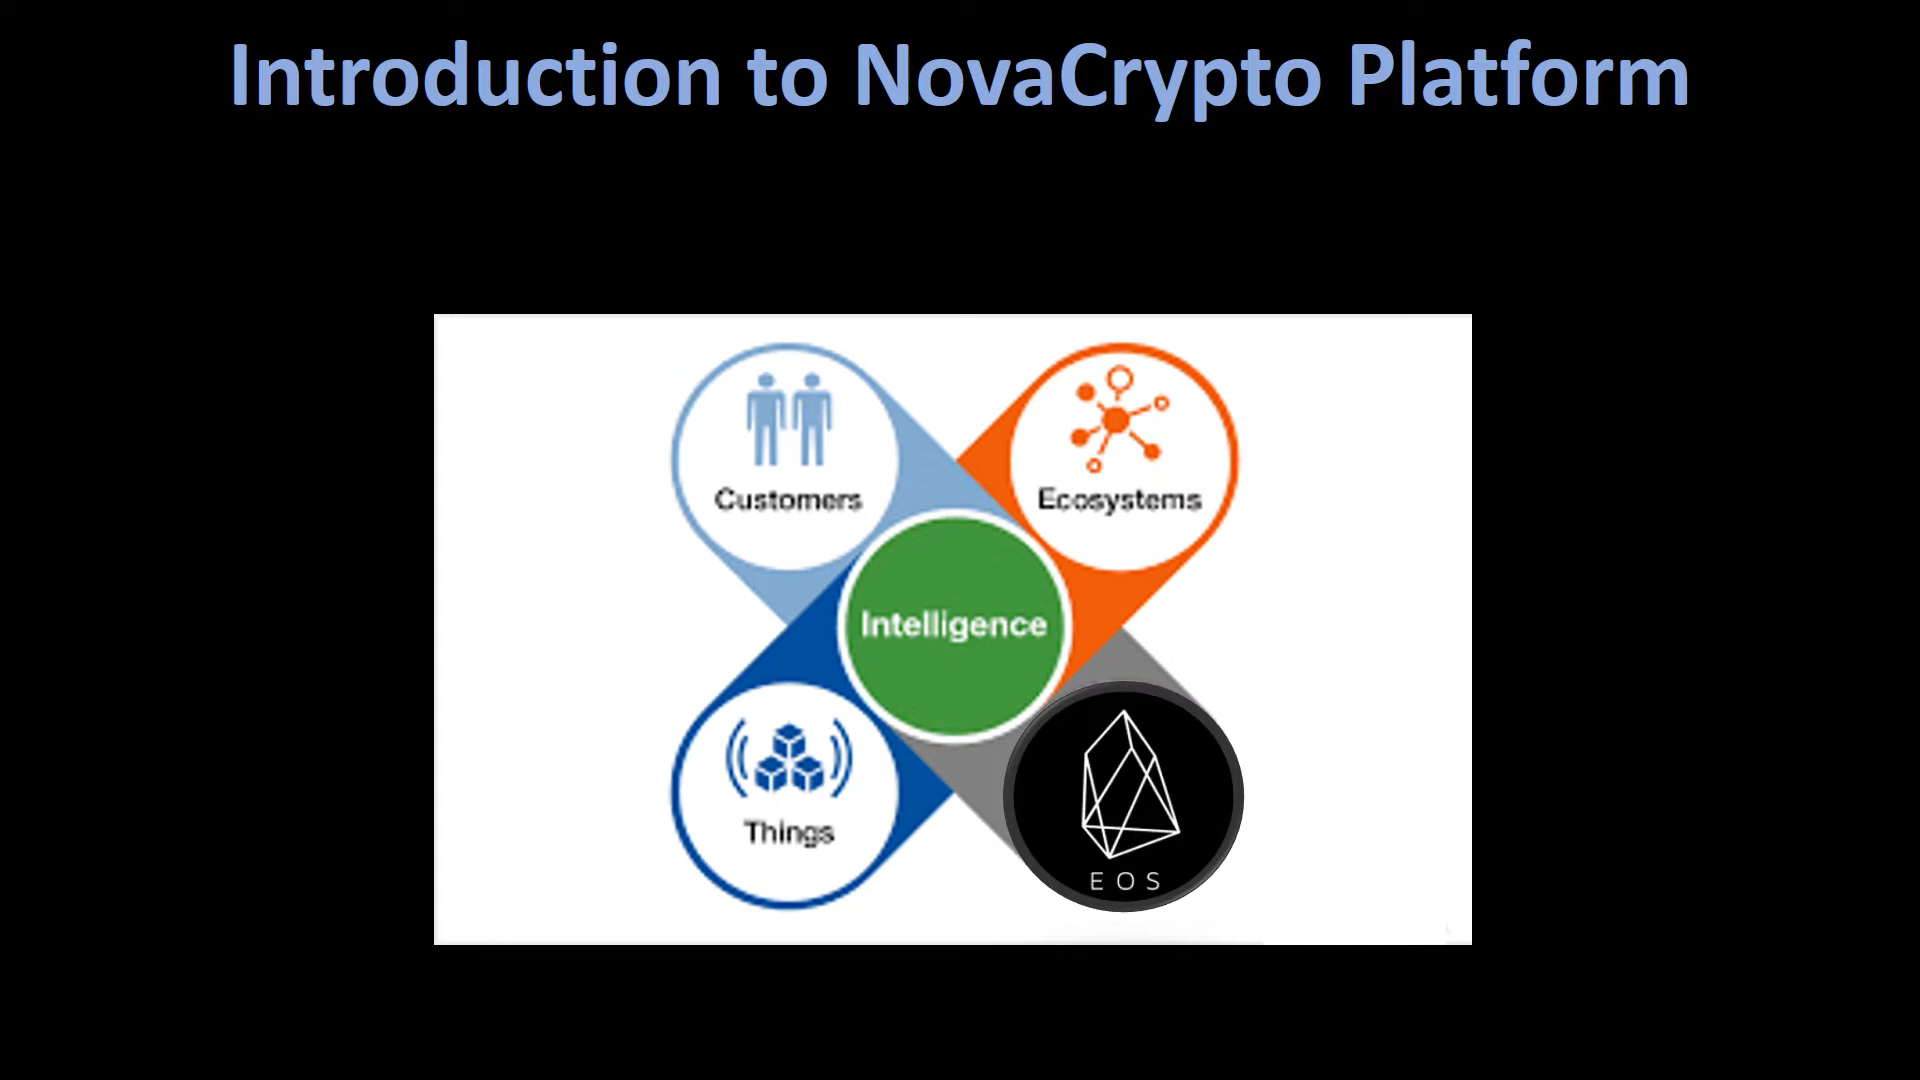 Introduction to NovaCrypto Platform
Customers
Ecosystems
Intelligence
Things
EOS